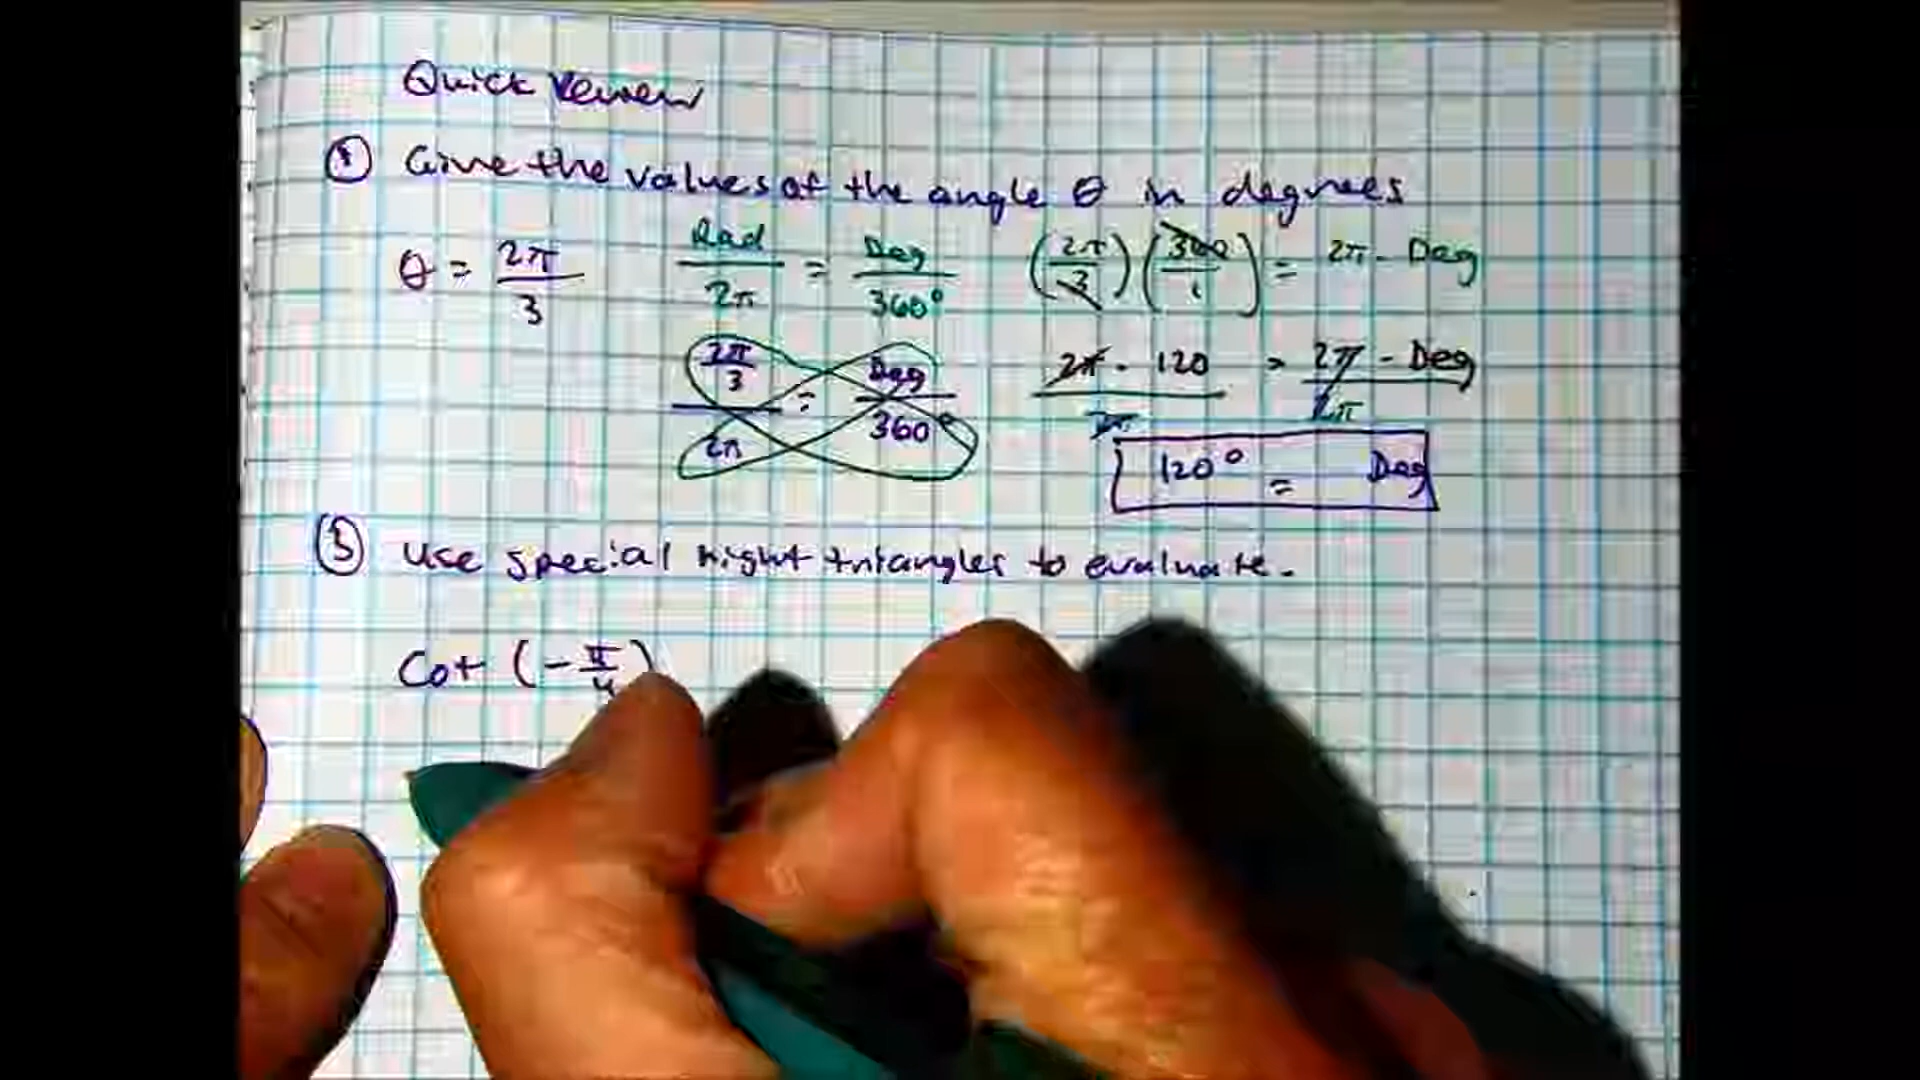 Quick Review
① Give the values of the angle θ in degrees
θ = 2π/3 Rad/2π = Deg/360° (2π/3)(360/1) = 2π · Deg
2π/3 / 2π = Deg/360° 2π · 120 / 2π = 2π · Deg / 2π
120° = Deg
③ Use special right triangles to evaluate.
Cot (-π/4)